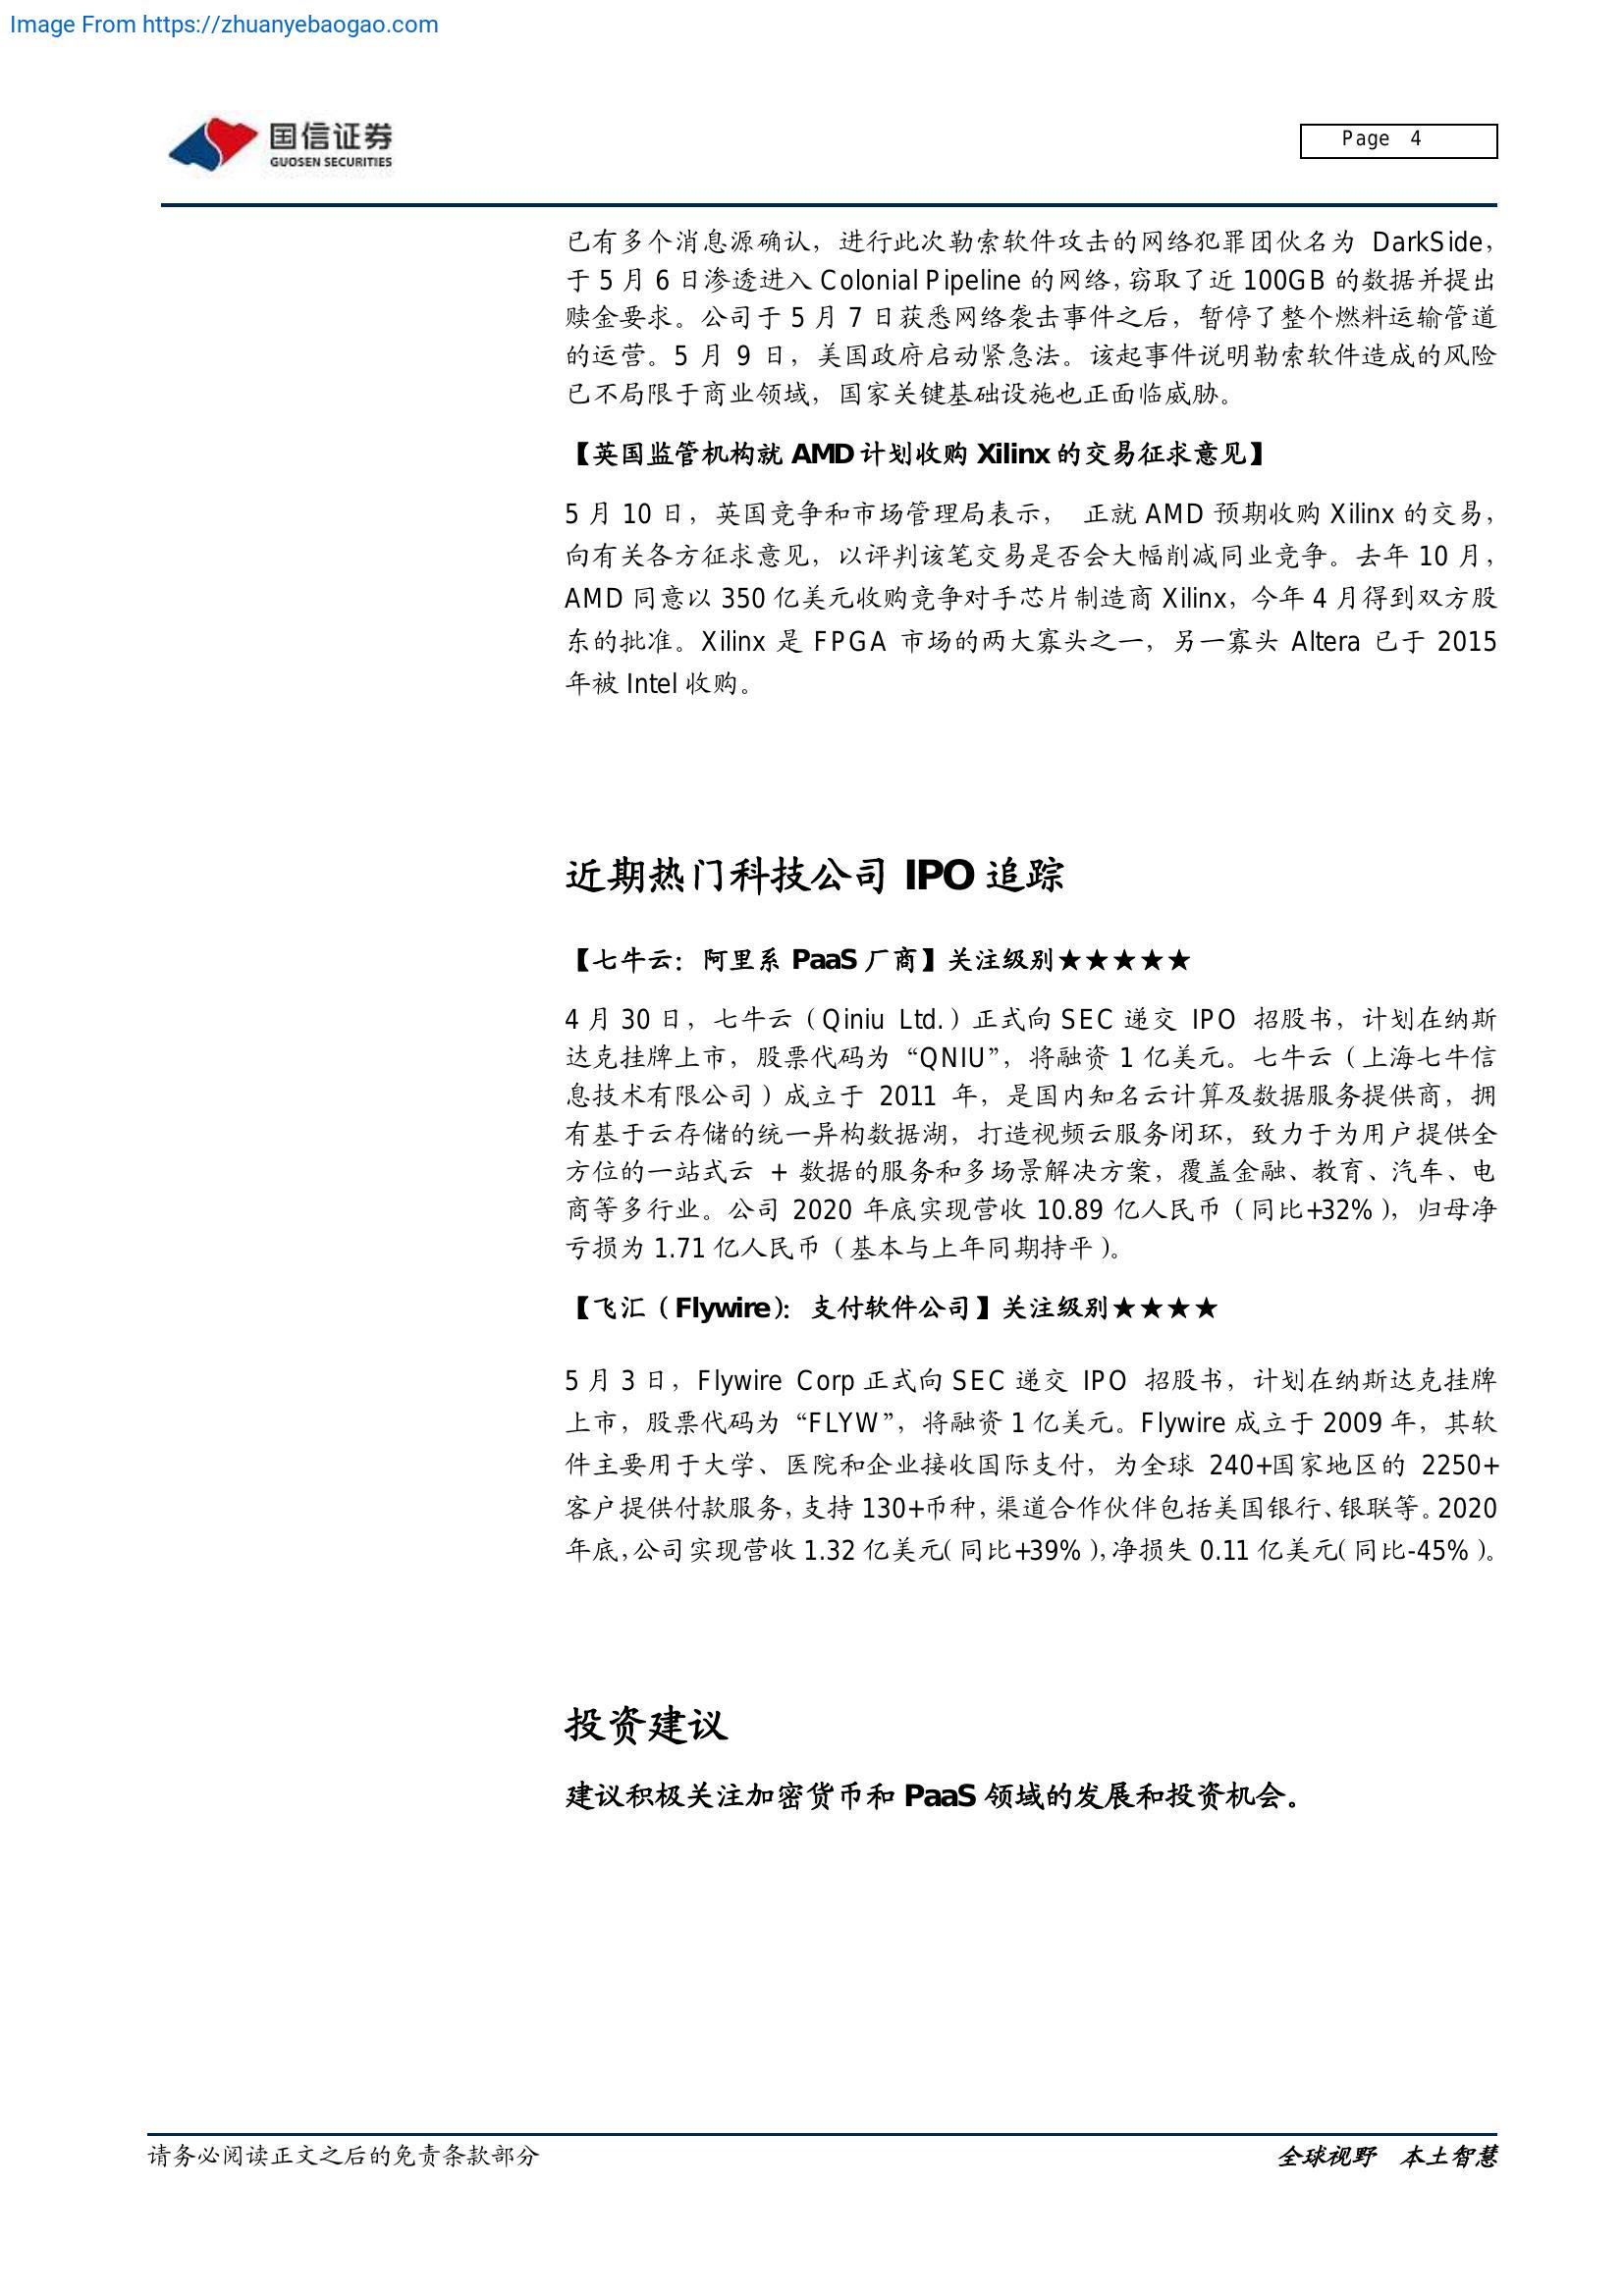 Image From https://zhuanyebaogao.com
国信证券
GUOSEN SECURITIES
Page 4
已有多个消息源确认，进行此次勒索软件攻击的网络犯罪团伙名为 DarkSide，
于 5 月 6 日渗透进入 Colonial Pipeline 的网络，窃取了近 100GB 的数据并提出
赎金要求。公司于 5 月 7 日获悉网络袭击事件之后，暂停了整个燃料运输管道
的运营。5 月 9 日，美国政府启动紧急法。该起事件说明勒索软件造成的风险
已不局限于商业领域，国家关键基础设施也正面临威胁。
【英国监管机构就 AMD 计划收购 Xilinx 的交易征求意见】
5 月 10 日，英国竞争和市场管理局表示， 正就 AMD 预期收购 Xilinx 的交易，
向有关各方征求意见，以评判该笔交易是否会大幅削减同业竞争。去年 10 月，
AMD 同意以 350 亿美元收购竞争对手芯片制造商 Xilinx，今年 4 月得到双方股
东的批准。Xilinx 是 FPGA 市场的两大寡头之一，另一寡头 Altera 已于 2015
年被 Intel 收购。
近期热门科技公司 IPO 追踪
【七牛云：阿里系 PaaS 厂商】关注级别★★★★★
4 月 30 日，七牛云（Qiniu Ltd.）正式向 SEC 递交 IPO 招股书，计划在纳斯
达克挂牌上市，股票代码为“QNIU”，将融资 1 亿美元。七牛云（上海七牛信
息技术有限公司）成立于 2011 年，是国内知名云计算及数据服务提供商，拥
有基于云存储的统一异构数据湖，打造视频云服务闭环，致力于为用户提供全
方位的一站式云 + 数据的服务和多场景解决方案，覆盖金融、教育、汽车、电
商等多行业。公司 2020 年底实现营收 10.89 亿人民币（同比+32%），归母净
亏损为 1.71 亿人民币（基本与上年同期持平）。
【飞汇（Flywire）：支付软件公司】关注级别★★★★
5 月 3 日，Flywire Corp 正式向 SEC 递交 IPO 招股书，计划在纳斯达克挂牌
上市，股票代码为“FLYW”，将融资 1 亿美元。Flywire 成立于 2009 年，其软
件主要用于大学、医院和企业接收国际支付，为全球 240+国家地区的 2250+
客户提供付款服务，支持 130+币种，渠道合作伙伴包括美国银行、银联等。2020
年底，公司实现营收 1.32 亿美元（同比+39%），净损失 0.11 亿美元（同比-45%）。
投资建议
建议积极关注加密货币和 PaaS 领域的发展和投资机会。
请务必阅读正文之后的免责条款部分
全球视野 本土智慧